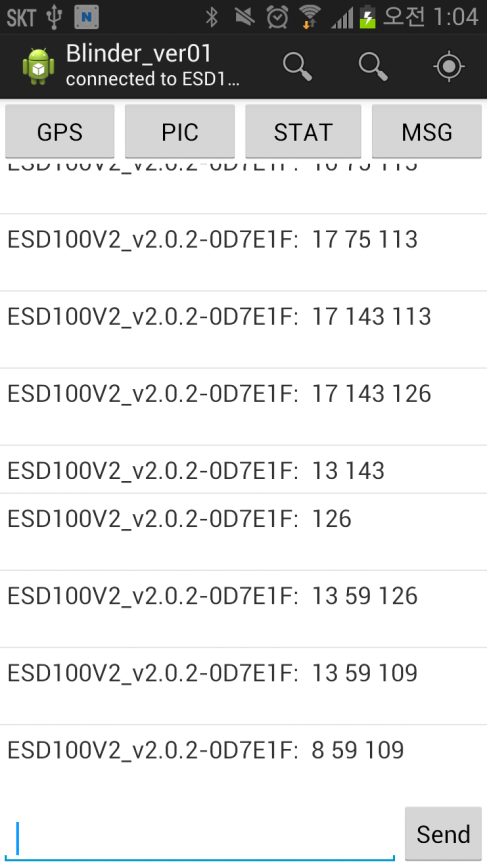 SKT N 오전 1:04
Blinder_ver01
connected to ESD1...
GPS PIC STAT MSG
ESD100V2_v2.0.2-0D7E1F: 17 75 113
ESD100V2_v2.0.2-0D7E1F: 17 143 113
ESD100V2_v2.0.2-0D7E1F: 17 143 126
ESD100V2_v2.0.2-0D7E1F: 13 143
ESD100V2_v2.0.2-0D7E1F: 126
ESD100V2_v2.0.2-0D7E1F: 13 59 126
ESD100V2_v2.0.2-0D7E1F: 13 59 109
ESD100V2_v2.0.2-0D7E1F: 8 59 109
Send